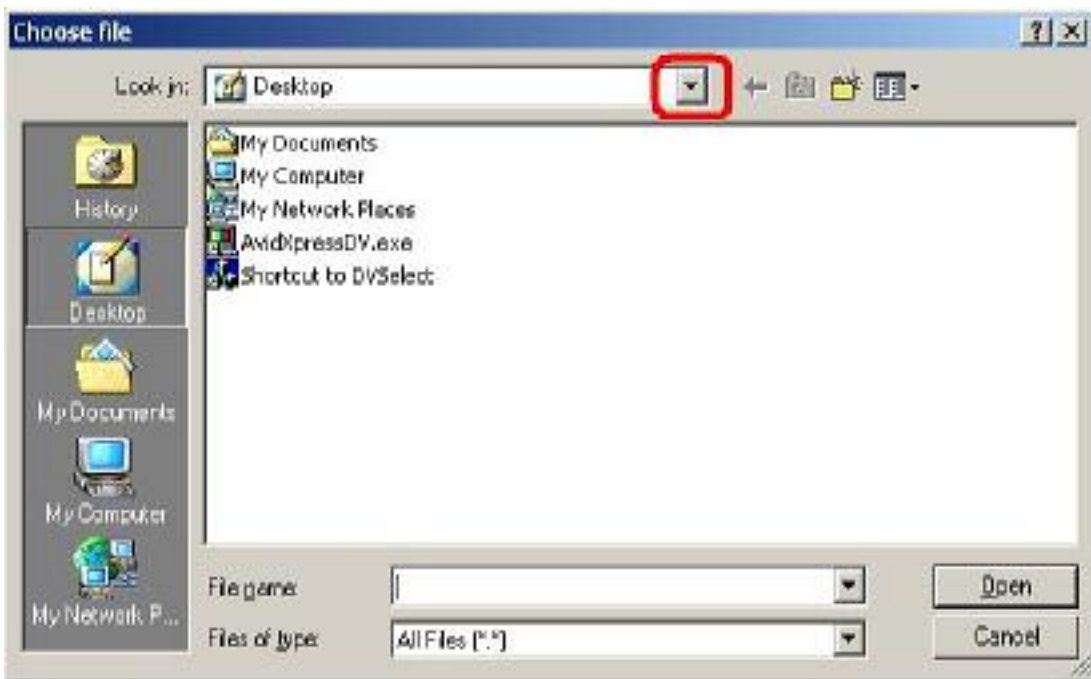 Choose file
Look in:
Desktop
My Documents
My Computer
My Network Places
AvidXpressDV.exe
Shortcut to DVSelect
History
Desktop
My Documents
My Computer
My Network P...
File name:
Open
Files of type:
All Files (*.*)
Cancel